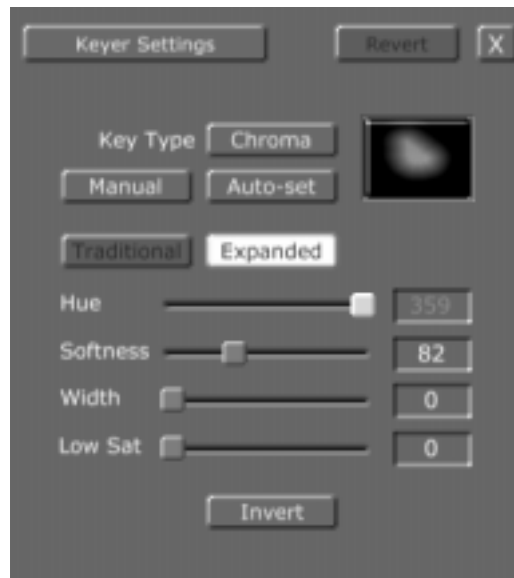 Keyer Settings Revert X
Key Type Chroma
Manual Auto-set
Traditional Expanded
Hue 359
Softness 82
Width 0
Low Sat 0
Invert